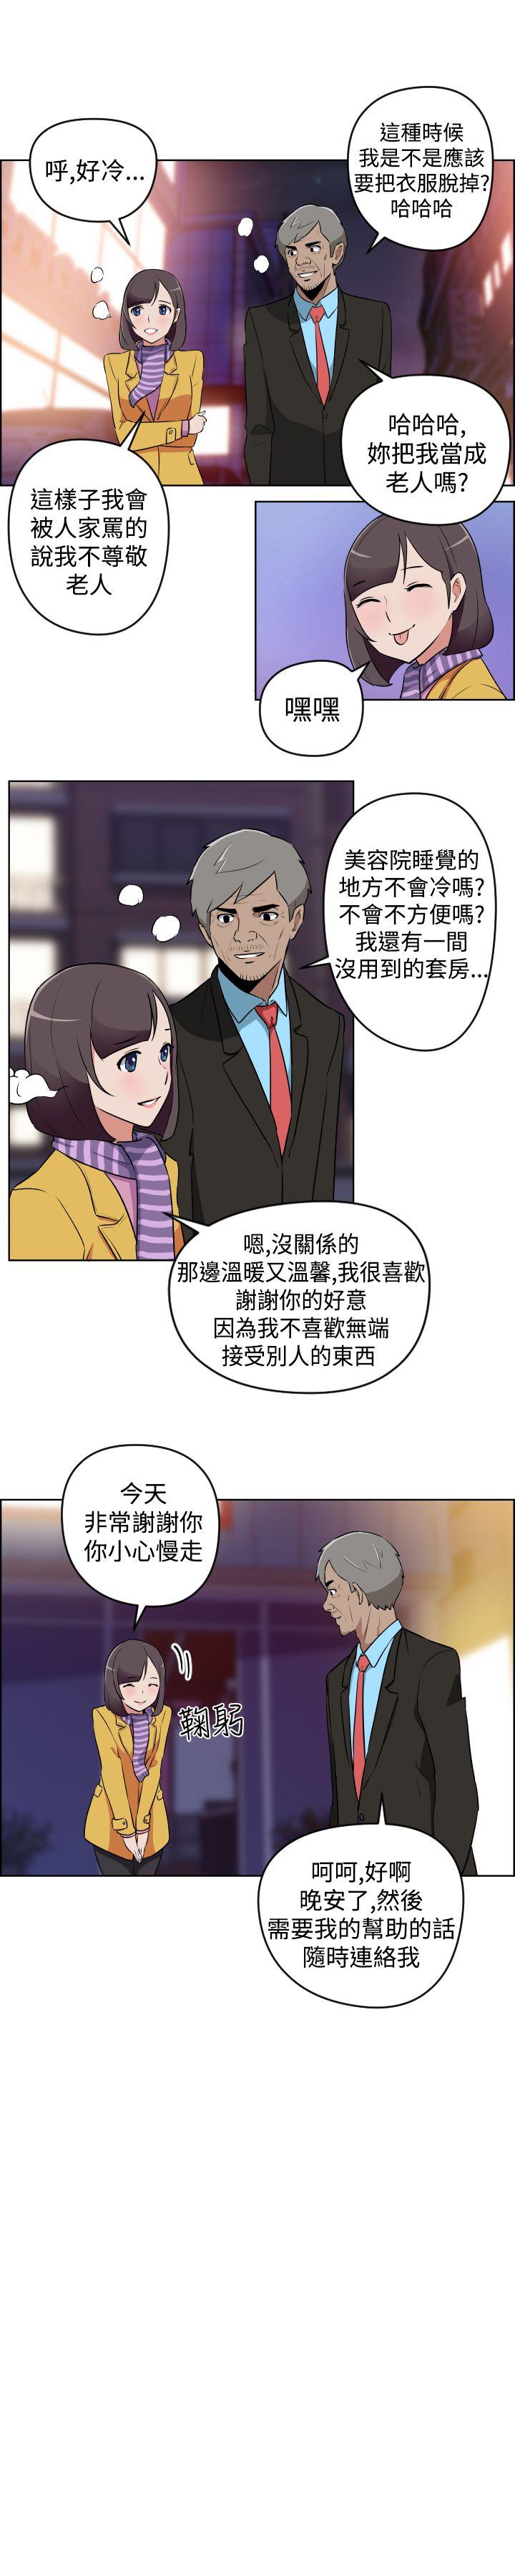 呼,好冷...
這種時候
我是不是應該
要把衣服脫掉?
哈哈哈
這樣子我會
被人家罵的
說我不尊敬
老人
哈哈哈,
妳把我當成
老人嗎?
嘿嘿
美容院睡覺的
地方不會冷嗎?
不會不方便嗎?
我還有一間
沒用到的套房...
嗯,沒關係的
那邊溫暖又溫馨,我很喜歡
謝謝你的好意
因為我不喜歡無端
接受別人的東西
今天
非常謝謝你
你小心慢走
鞠躬
呵呵,好啊
晚安了,然後
需要我的幫助的話
隨時連絡我